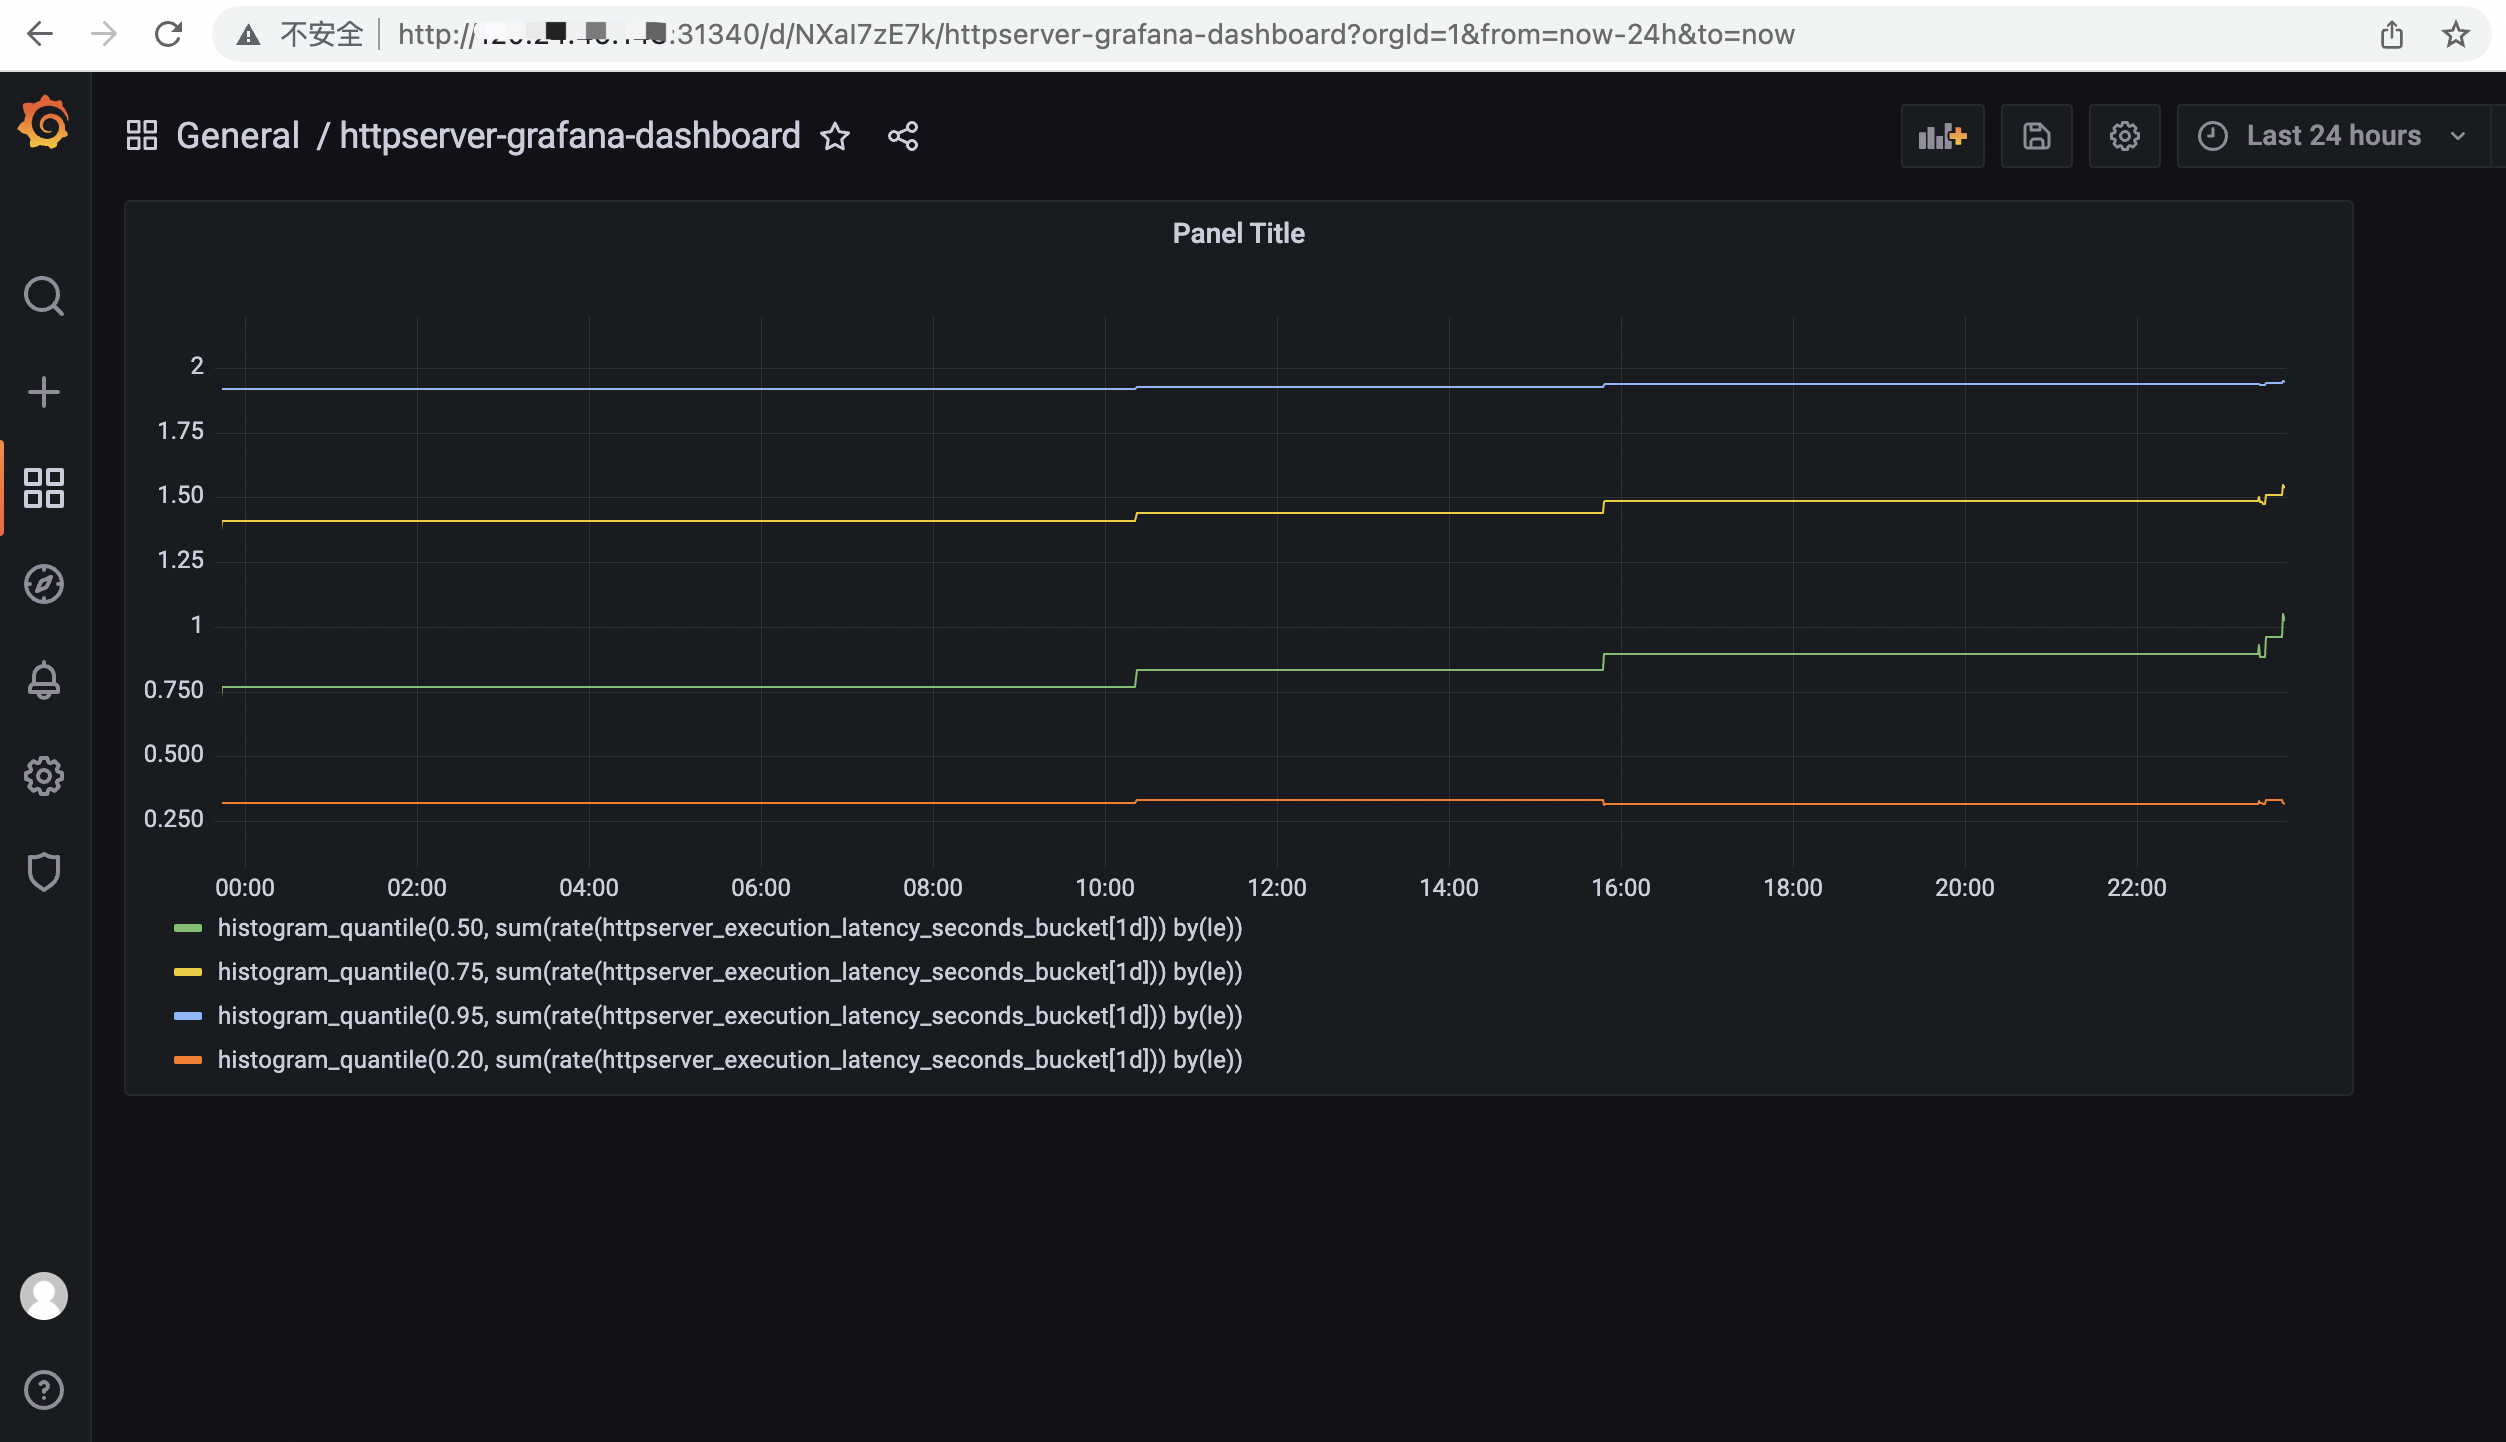 不安全 http:// :31340/d/NXaI7zE7k/httpserver-grafana-dashboard?orgId=1&from=now-24h&to=now
General / httpserver-grafana-dashboard
Last 24 hours
Panel Title
2
1.75
1.50
1.25
1
0.750
0.500
0.250
00:00 02:00 04:00 06:00 08:00 10:00 12:00 14:00 16:00 18:00 20:00 22:00
histogram_quantile(0.50, sum(rate(httpserver_execution_latency_seconds_bucket[1d])) by(le))
histogram_quantile(0.75, sum(rate(httpserver_execution_latency_seconds_bucket[1d])) by(le))
histogram_quantile(0.95, sum(rate(httpserver_execution_latency_seconds_bucket[1d])) by(le))
histogram_quantile(0.20, sum(rate(httpserver_execution_latency_seconds_bucket[1d])) by(le))